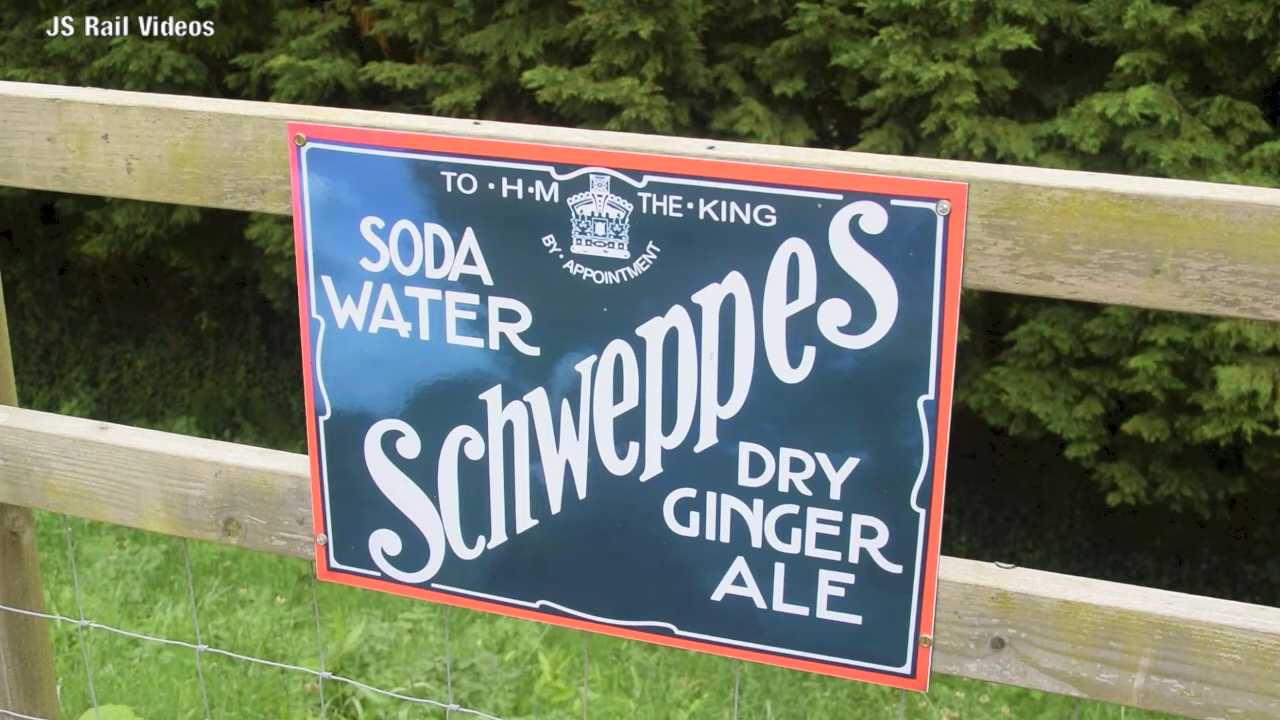 JS Rail Videos
TO·H·M THE·KING
BY·APPOINTMENT
SODA
WATER
Schweppes
DRY
GINGER
ALE